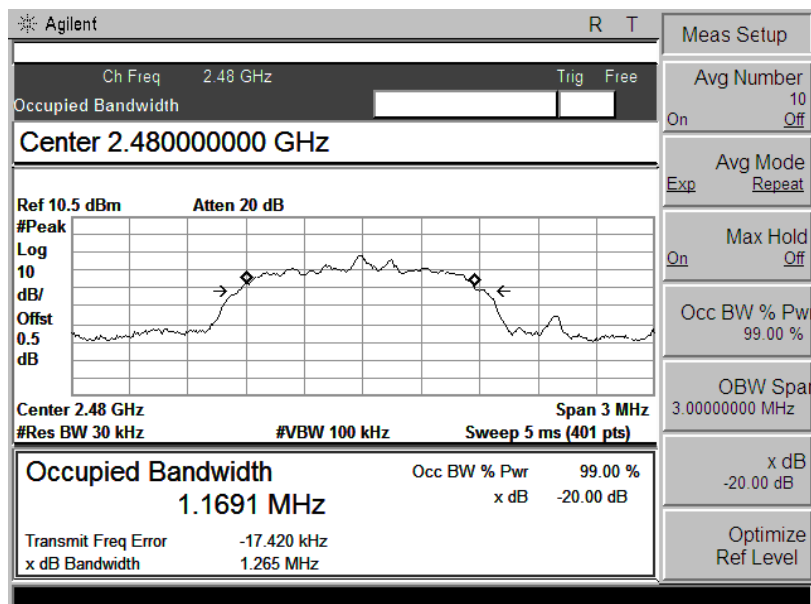 Agilent R T
Ch Freq 2.48 GHz Trig Free
Occupied Bandwidth
Center 2.480000000 GHz
Ref 10.5 dBm Atten 20 dB
#Peak
Log
10
dB/
Offst
0.5
dB
Center 2.48 GHz Span 3 MHz
#Res BW 30 kHz #VBW 100 kHz Sweep 5 ms (401 pts)
Occupied Bandwidth
1.1691 MHz
Occ BW % Pwr 99.00 %
x dB -20.00 dB
Transmit Freq Error -17.420 kHz
x dB Bandwidth 1.265 MHz
Meas Setup
Avg Number
10
On Off
Avg Mode
Exp Repeat
Max Hold
On Off
Occ BW % Pwr
99.00 %
OBW Span
3.00000000 MHz
x dB
-20.00 dB
Optimize
Ref Level